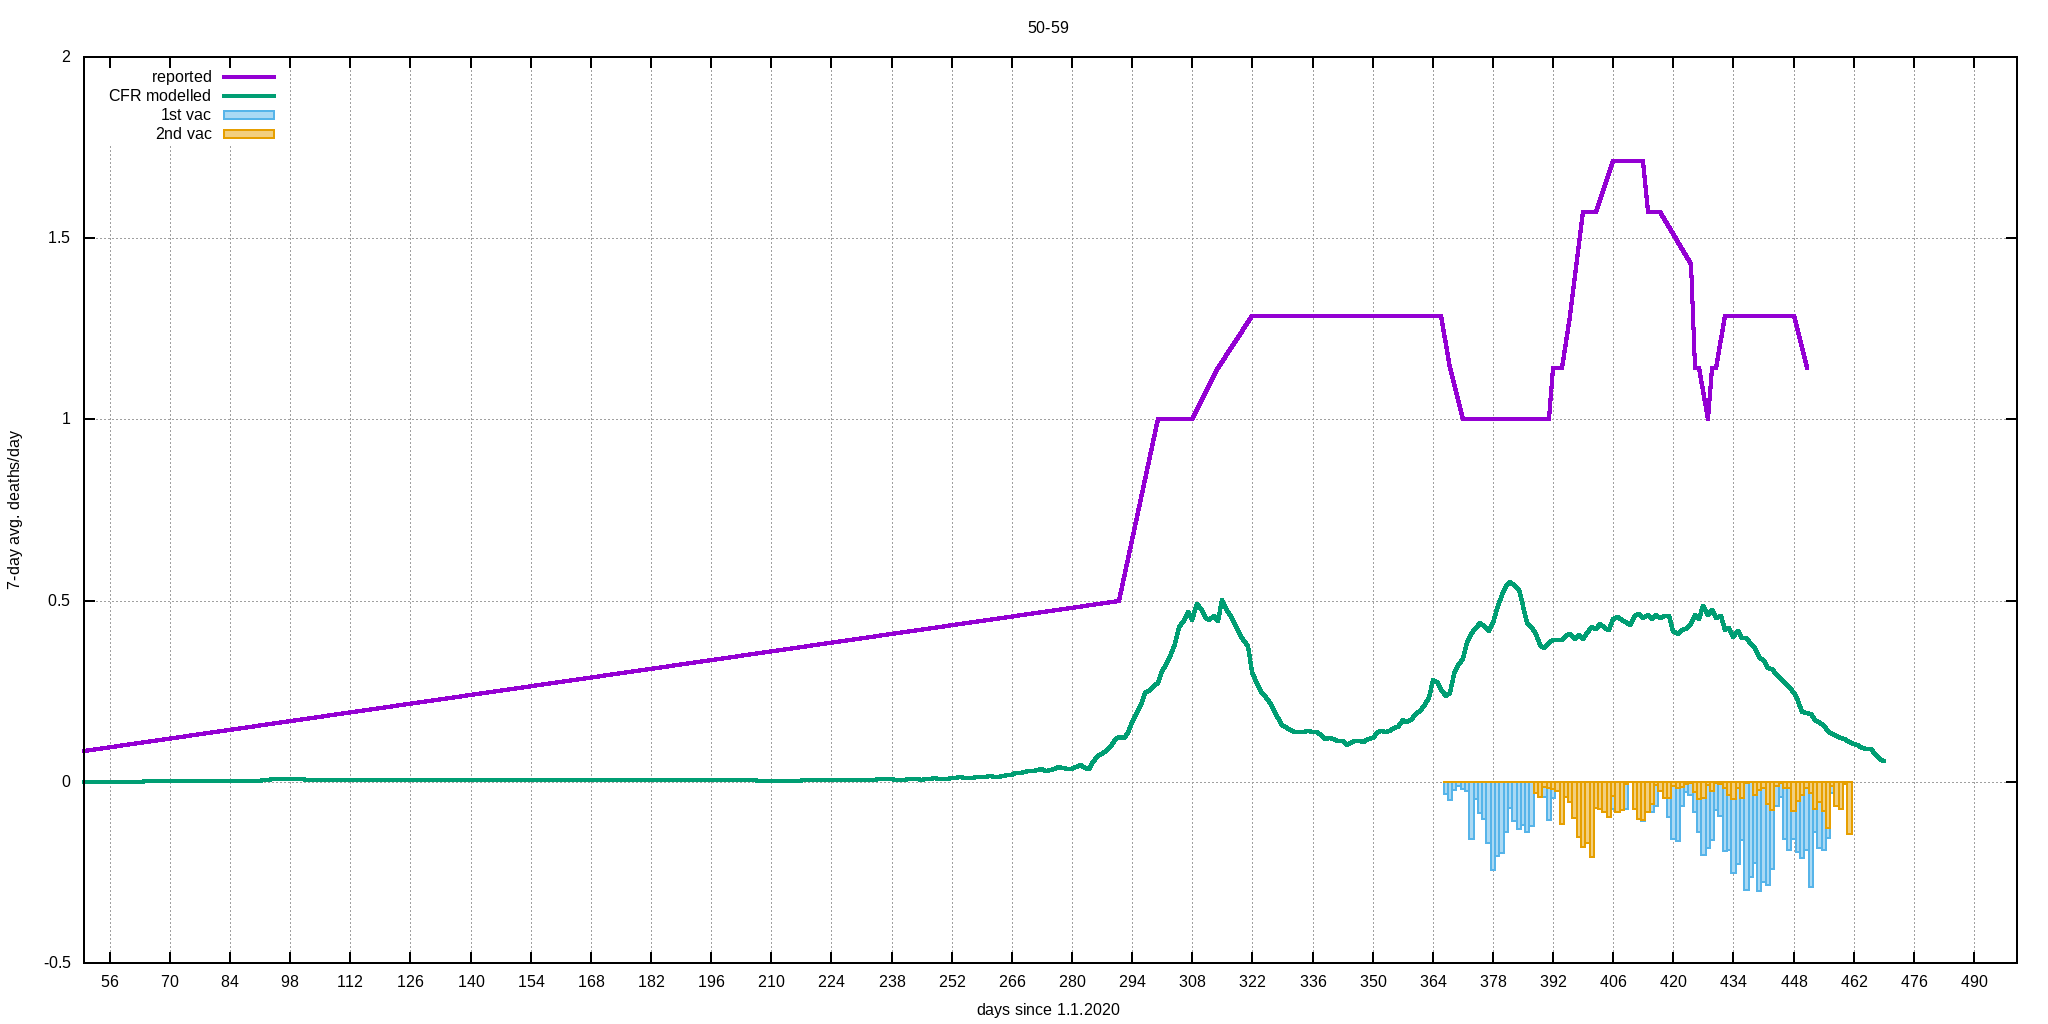 50-59
reported
CFR modelled
1st vac
2nd vac
2
1.5
1
0.5
0
-0.5
7-day avg. deaths/day
56 70 84 98 112 126 140 154 168 182 196 210 224 238 252 266 280 294 308 322 336 350 364 378 392 406 420 434 448 462 476 490
days since 1.1.2020